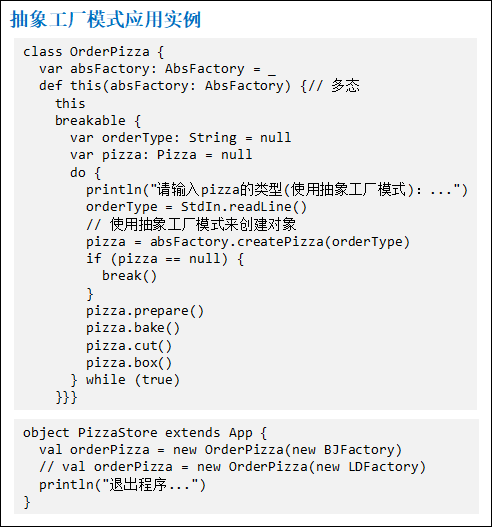 抽象工厂模式应用实例
class OrderPizza {
  var absFactory: AbsFactory = _
  def this(absFactory: AbsFactory) {// 多态
    this
    breakable {
      var orderType: String = null
      var pizza: Pizza = null
      do {
        println("请输入pizza的类型(使用抽象工厂模式)：...")
        orderType = StdIn.readLine()
        // 使用抽象工厂模式来创建对象
        pizza = absFactory.createPizza(orderType)
        if (pizza == null) {
          break()
        }
        pizza.prepare()
        pizza.bake()
        pizza.cut()
        pizza.box()
      } while (true)
    }}}
object PizzaStore extends App {
  val orderPizza = new OrderPizza(new BJFactory)
  // val orderPizza = new OrderPizza(new LDFactory)
  println("退出程序...")
}